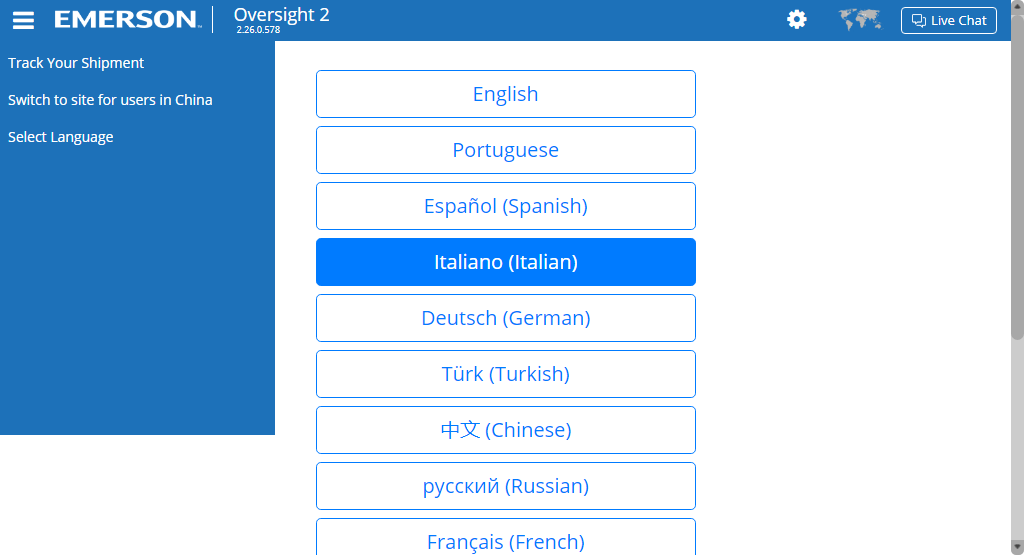 EMERSON™
Oversight 2
2.26.0.578
Live Chat
Track Your Shipment
Switch to site for users in China
Select Language
English
Portuguese
Español (Spanish)
Italiano (Italian)
Deutsch (German)
Türk (Turkish)
中文 (Chinese)
русский (Russian)
Français (French)